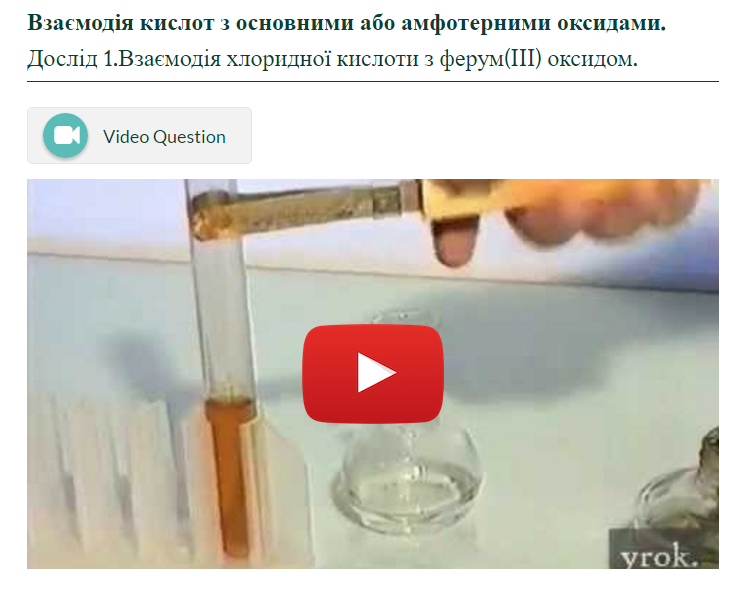 Взаємодія кислот з основними або амфотерними оксидами.
Дослід 1.Взаємодія хлоридної кислоти з ферум(III) оксидом.
Video Question
yrok.